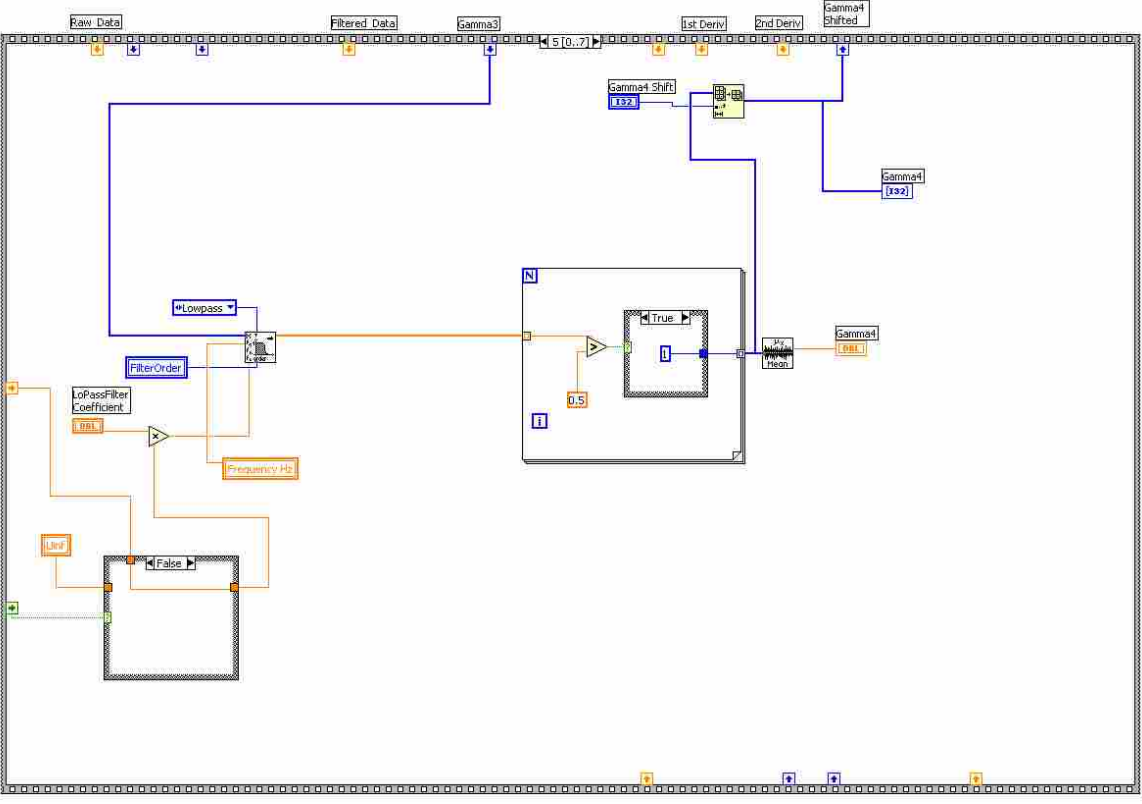 Raw Data
Filtered Data
Gamma3
5 [0..7]
1st Deriv
2nd Deriv
Gamma4
Shifted
Gamma4 Shift
I32
Gamma4
[I32]
N
Lowpass
True
1
>
0.5
i
Mean
Gamma4
DBL
FilterOrder
LoPassFilter
Coefficient
DBL
x
Frequency Hz
UinF
False
?
?